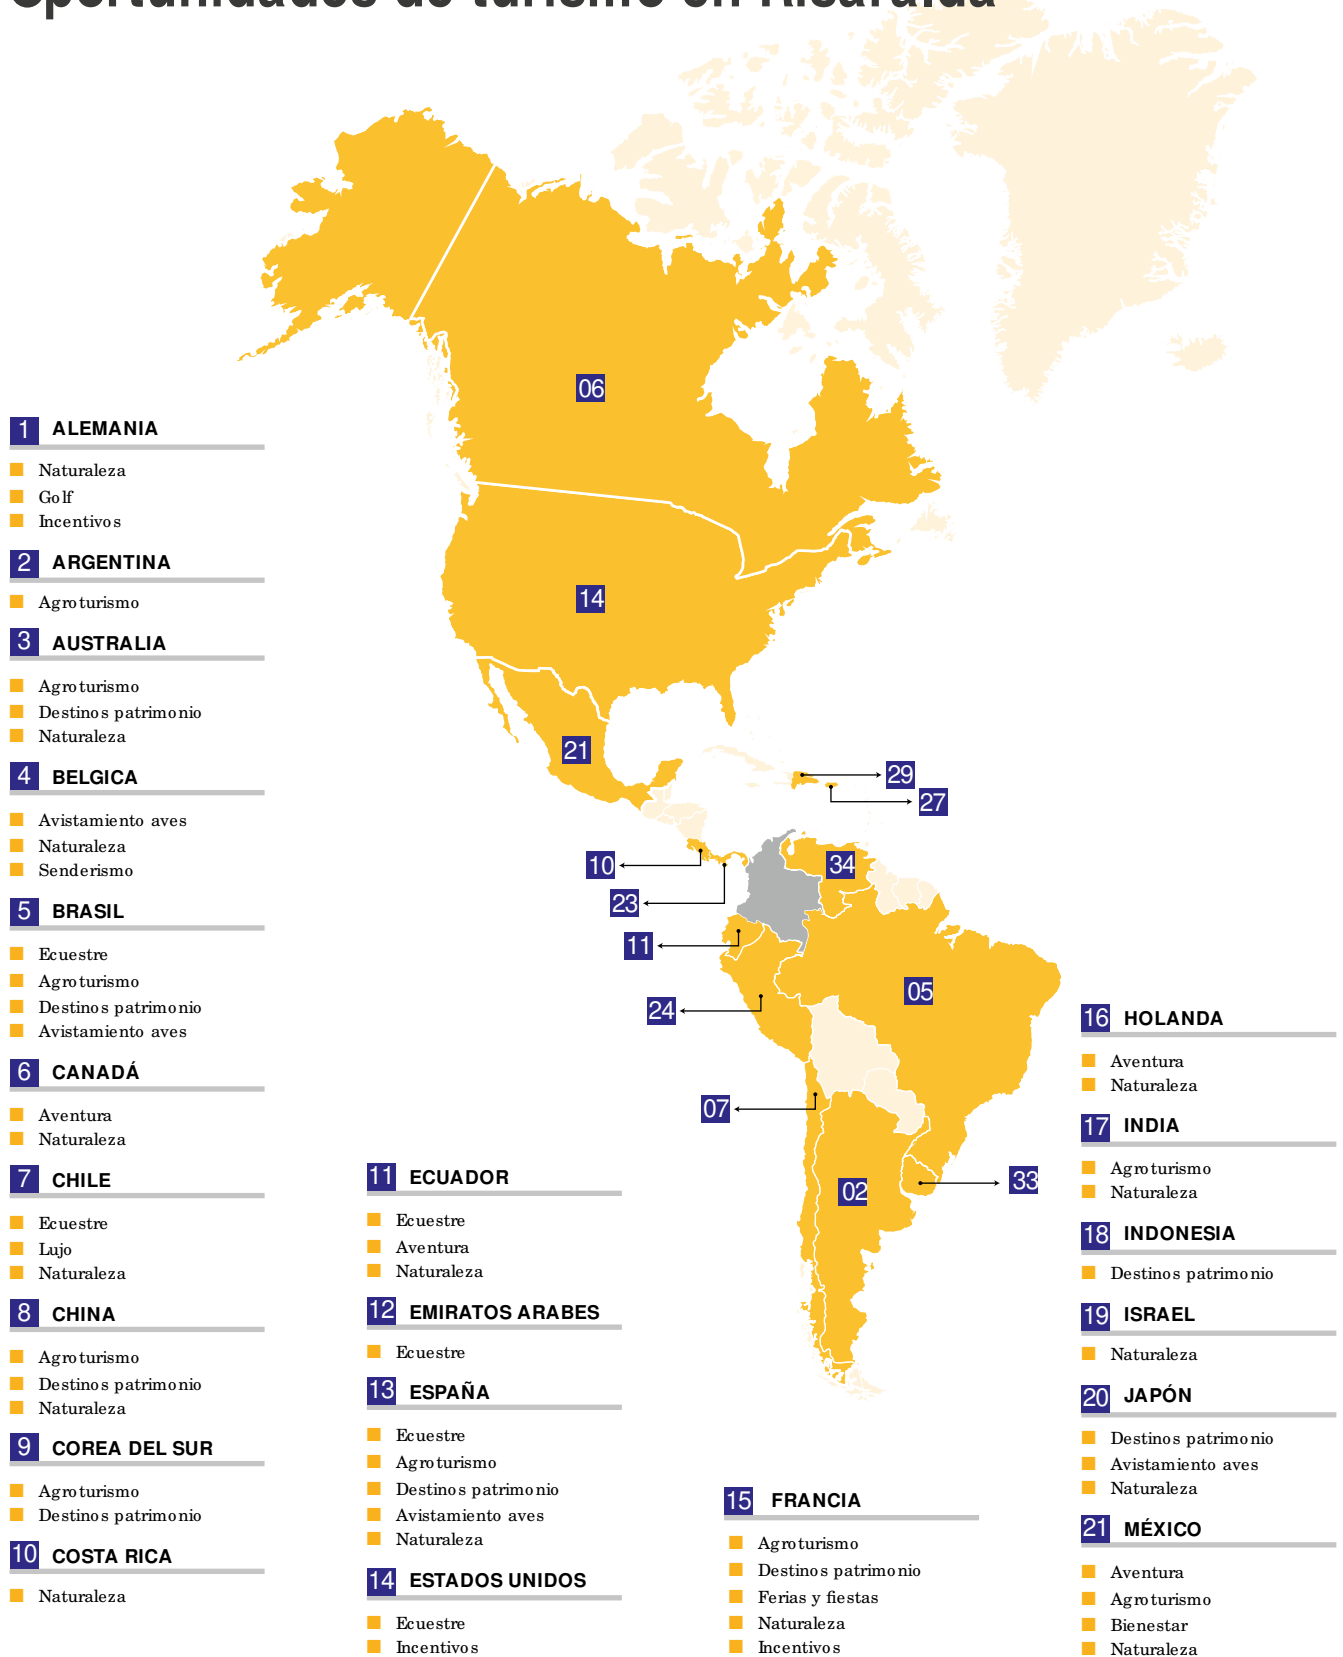 Oportunidades de turismo en Risaralda
06
14
21
29
27
10
34
23
11
05
24
07
33
02
1 ALEMANIA
Naturaleza
Golf
Incentivos
2 ARGENTINA
Agroturismo
3 AUSTRALIA
Agroturismo
Destinos patrimonio
Naturaleza
4 BELGICA
Avistamiento aves
Naturaleza
Senderismo
5 BRASIL
Ecuestre
Agroturismo
Destinos patrimonio
Avistamiento aves
6 CANADÁ
Aventura
Naturaleza
7 CHILE
Ecuestre
Lujo
Naturaleza
8 CHINA
Agroturismo
Destinos patrimonio
Naturaleza
9 COREA DEL SUR
Agroturismo
Destinos patrimonio
10 COSTA RICA
Naturaleza
11 ECUADOR
Ecuestre
Aventura
Naturaleza
12 EMIRATOS ARABES
Ecuestre
13 ESPAÑA
Ecuestre
Agroturismo
Destinos patrimonio
Avistamiento aves
Naturaleza
14 ESTADOS UNIDOS
Ecuestre
Incentivos
15 FRANCIA
Agroturismo
Destinos patrimonio
Ferias y fiestas
Naturaleza
Incentivos
16 HOLANDA
Aventura
Naturaleza
17 INDIA
Agroturismo
Naturaleza
18 INDONESIA
Destinos patrimonio
19 ISRAEL
Naturaleza
20 JAPÓN
Destinos patrimonio
Avistamiento aves
Naturaleza
21 MÉXICO
Aventura
Agroturismo
Bienestar
Naturaleza